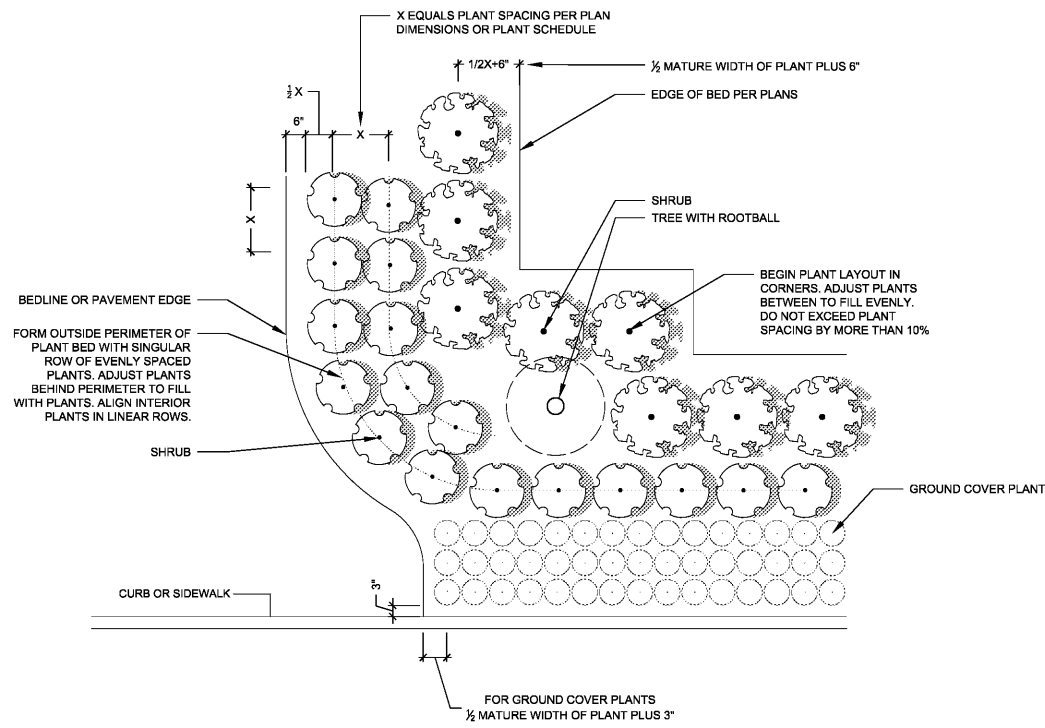 X EQUALS PLANT SPACING PER PLAN
DIMENSIONS OR PLANT SCHEDULE
1/2X+6"
½ MATURE WIDTH OF PLANT PLUS 6"
EDGE OF BED PER PLANS
½ X
6"
X
X
SHRUB
TREE WITH ROOTBALL
BEGIN PLANT LAYOUT IN
CORNERS. ADJUST PLANTS
BETWEEN TO FILL EVENLY.
DO NOT EXCEED PLANT
SPACING BY MORE THAN 10%
BEDLINE OR PAVEMENT EDGE
FORM OUTSIDE PERIMETER OF
PLANT BED WITH SINGULAR
ROW OF EVENLY SPACED
PLANTS. ADJUST PLANTS
BEHIND PERIMETER TO FILL
WITH PLANTS. ALIGN INTERIOR
PLANTS IN LINEAR ROWS.
SHRUB
GROUND COVER PLANT
CURB OR SIDEWALK
3"
FOR GROUND COVER PLANTS
½ MATURE WIDTH OF PLANT PLUS 3"